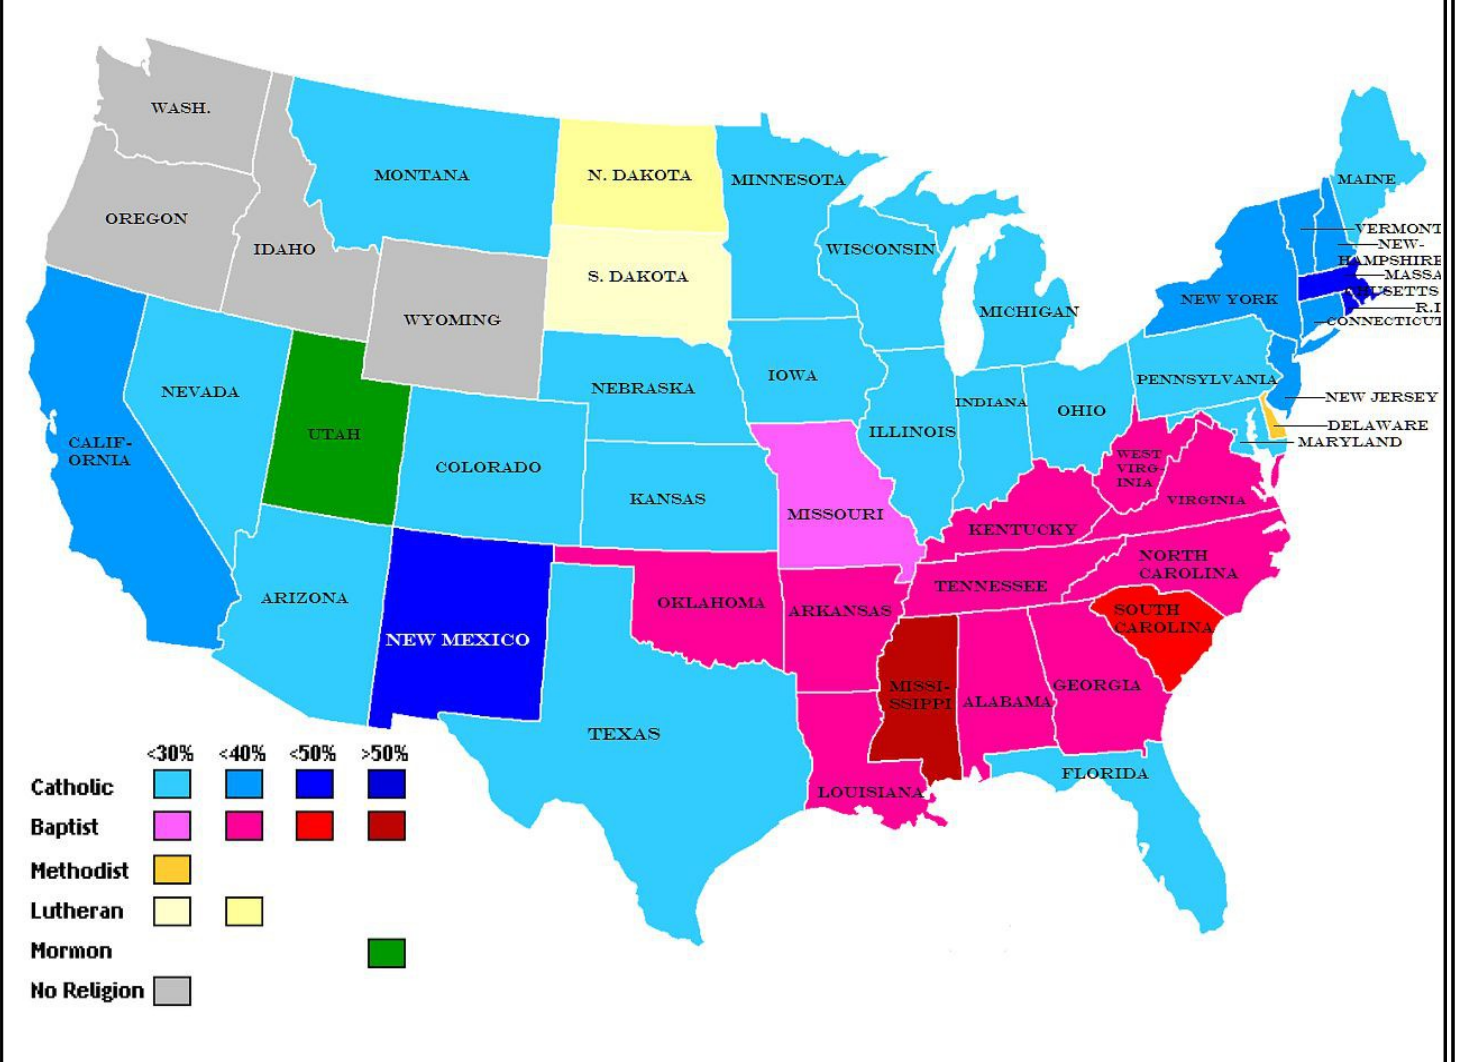 WASH.
MONTANA
N. DAKOTA
MINNESOTA
MAINE
OREGON
IDAHO
WISCONSIN
VERMONT
NEW-
HAMPSHIRE
MASSA
CHUSETTS
R.I
CONNECTICUT
S. DAKOTA
WYOMING
MICHIGAN
NEW YORK
NEVADA
NEBRASKA
IOWA
PENNSYLVANIA
INDIANA
OHIO
NEW JERSEY
ILLINOIS
DELAWARE
MARYLAND
UTAH
CALIF-
ORNIA
COLORADO
KANSAS
MISSOURI
WEST
VIRG-
INIA
VIRGINIA
KENTUCKY
NORTH
CAROLINA
TENNESSEE
ARIZONA
OKLAHOMA
ARKANSAS
SOUTH
CAROLINA
NEW MEXICO
MISSI-
SSIPPI
ALABAMA
GEORGIA
TEXAS
FLORIDA
LOUISIANA
<30% <40% <50% >50%
Catholic
Baptist
Methodist
Lutheran
Mormon
No Religion